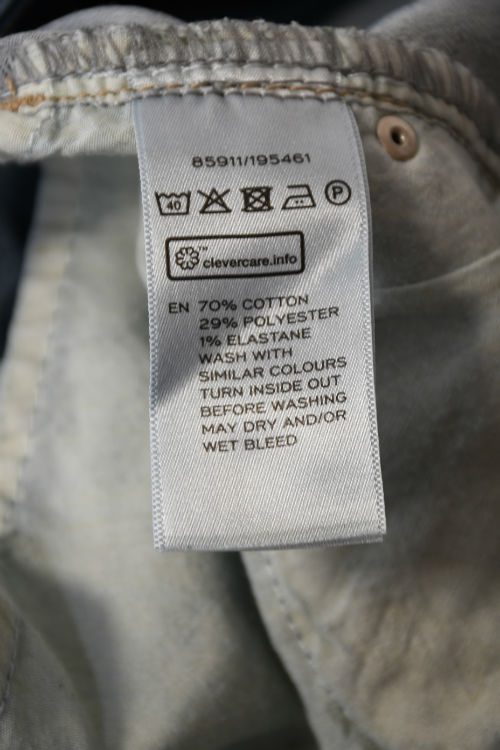 85911/195461
40 P
clevercare.info™
EN 70% COTTON
29% POLYESTER
1% ELASTANE
WASH WITH
SIMILAR COLOURS
TURN INSIDE OUT
BEFORE WASHING
MAY DRY AND/OR
WET BLEED